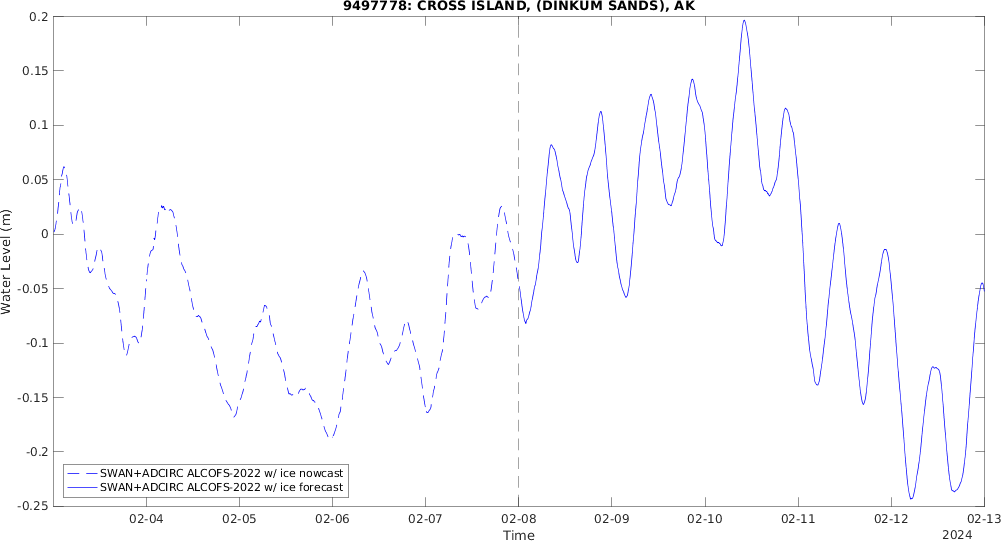 9497778: CROSS ISLAND, (DINKUM SANDS), AK
0.2
0.15
0.1
0.05
0
-0.05
-0.1
-0.15
-0.2
-0.25
Water Level (m)
SWAN+ADCIRC ALCOFS-2022 w/ ice nowcast
SWAN+ADCIRC ALCOFS-2022 w/ ice forecast
02-04 02-05 02-06 02-07 02-08 02-09 02-10 02-11 02-12 02-13
Time
2024